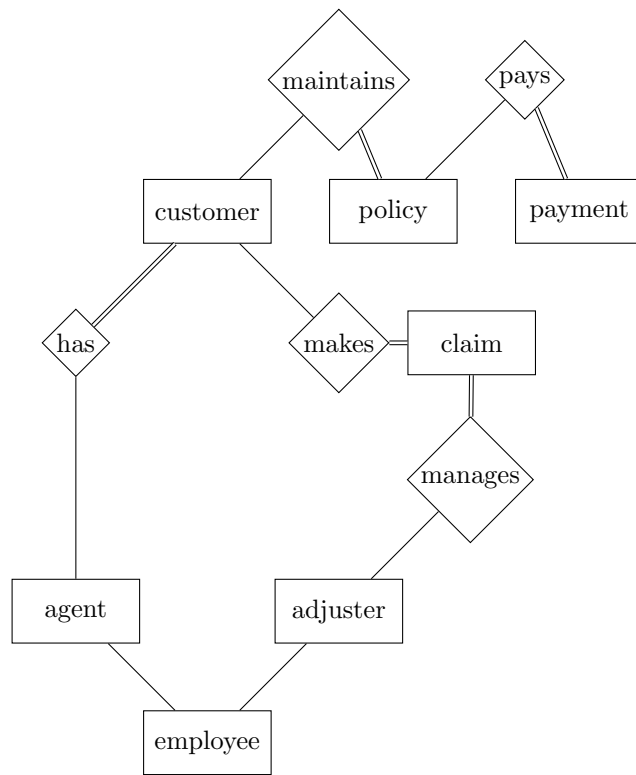 maintains
pays
customer
policy
payment
has
makes
claim
manages
agent
adjuster
employee